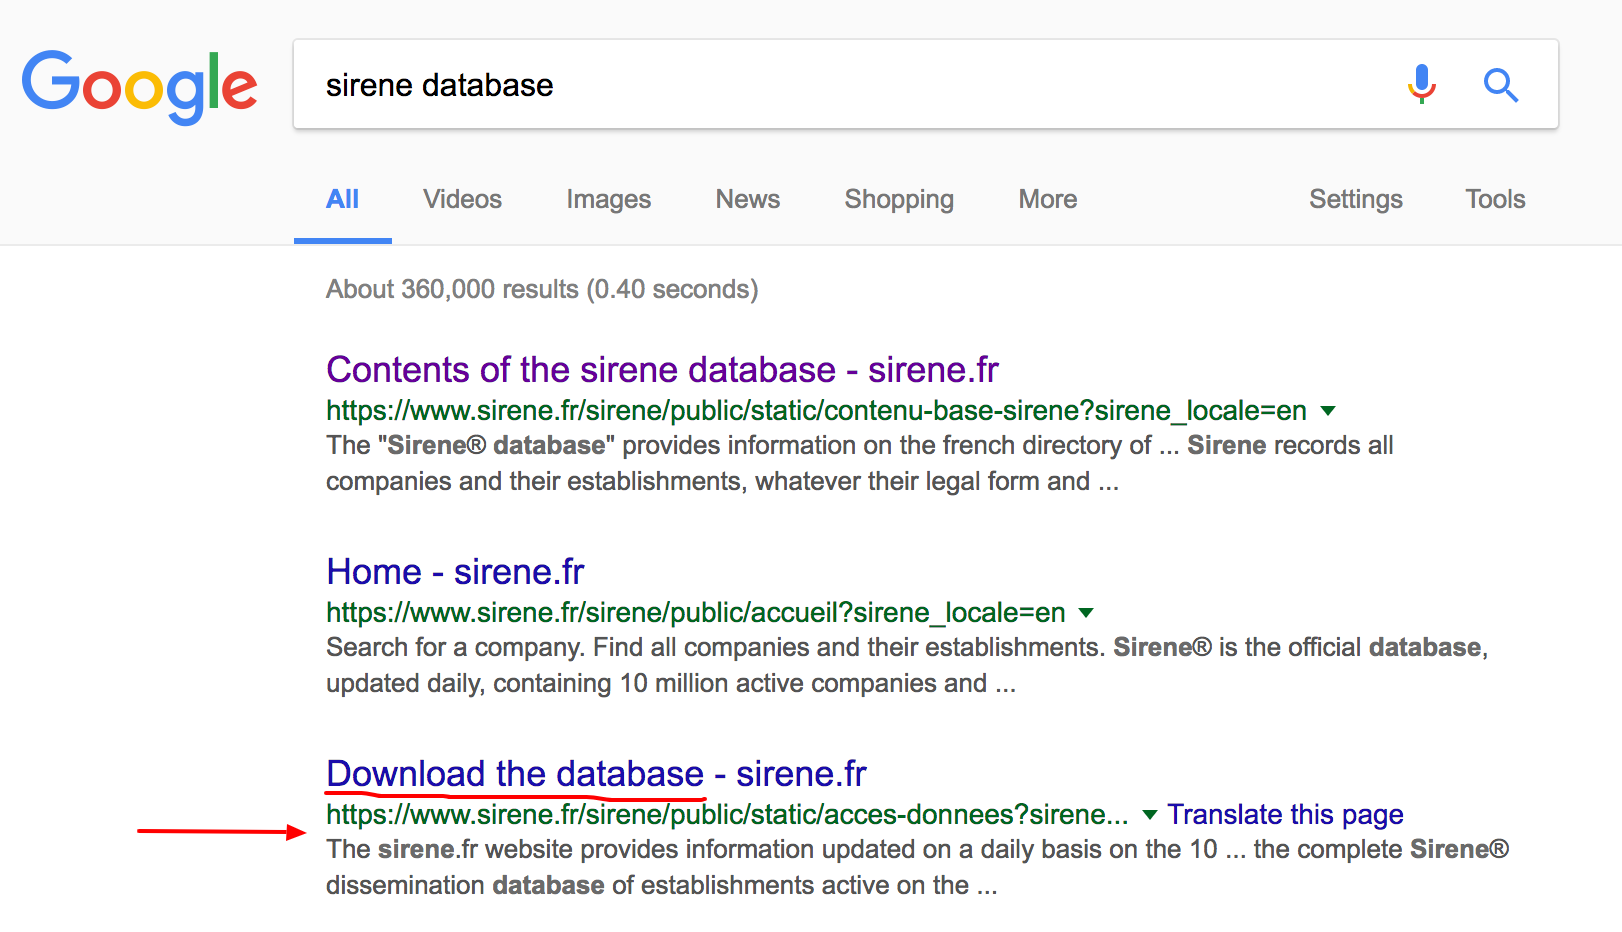 Google
sirene database
All Videos Images News Shopping More Settings Tools
About 360,000 results (0.40 seconds)
Contents of the sirene database - sirene.fr
https://www.sirene.fr/sirene/public/static/contenu-base-sirene?sirene_locale=en
The "Sirene® database" provides information on the french directory of ... Sirene records all
companies and their establishments, whatever their legal form and ...
Home - sirene.fr
https://www.sirene.fr/sirene/public/accueil?sirene_locale=en
Search for a company. Find all companies and their establishments. Sirene® is the official database,
updated daily, containing 10 million active companies and ...
Download the database - sirene.fr
https://www.sirene.fr/sirene/public/static/acces-donnees?sirene... Translate this page
The sirene.fr website provides information updated on a daily basis on the 10 ... the complete Sirene®
dissemination database of establishments active on the ...